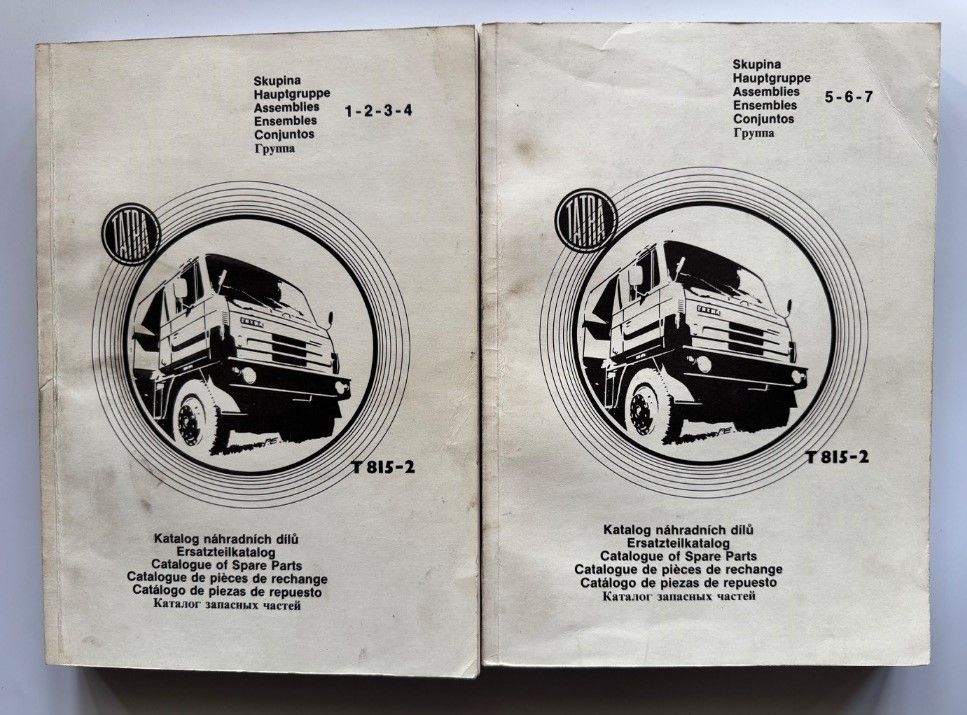 Skupina
Hauptgruppe
Assemblies
Ensembles
Conjuntos
Группа
1-2-3-4
TATRA
TATRA
T 815-2
Katalog náhradních dílů
Ersatzteilkatalog
Catalogue of Spare Parts
Catalogue de pièces de rechange
Catálogo de piezas de repuesto
Каталог запасных частей
Skupina
Hauptgruppe
Assemblies
Ensembles
Conjuntos
Группа
5-6-7
TATRA
TATRA
T 815-2
Katalog náhradních dílů
Ersatzteilkatalog
Catalogue of Spare Parts
Catalogue de pièces de rechange
Catálogo de piezas de repuesto
Каталог запасных частей